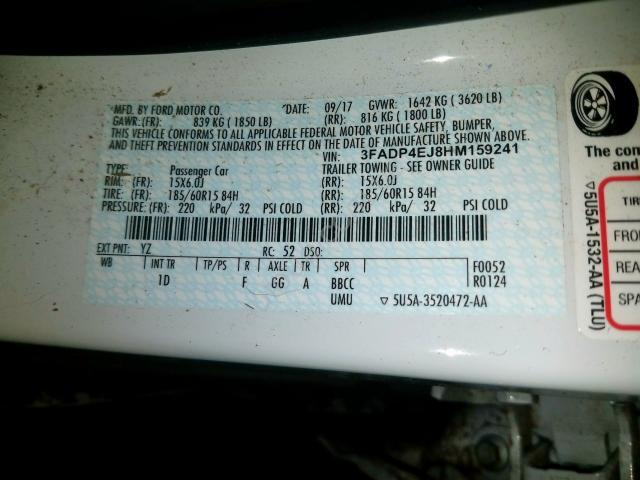 MFD. BY FORD MOTOR CO. DATE: 09/17 GVWR: 1642 KG ( 3620 LB)
GAWR:(FR): 839 KG ( 1850 LB) (RR): 816 KG ( 1800 LB)
THIS VEHICLE CONFORMS TO ALL APPLICABLE FEDERAL MOTOR VEHICLE SAFETY, BUMPER,
AND THEFT PREVENTION STANDARDS IN EFFECT ON THE DATE OF MANUFACTURE SHOWN ABOVE.
VIN: 3FADP4EJ8HM159241
TYPE: Passenger Car TRAILER TOWING - SEE OWNER GUIDE
RIM: (FR): 15X6.0J (RR): 15X6.0J
TIRE: (FR): 185/60R15 84H (RR): 185/60R15 84H
PRESSURE: (FR): 220 kPa/ 32 PSI COLD (RR): 220 kPa/ 32 PSI COLD
EXT PNT: YZ RC: 52 DSO:
WB INT TR TP/PS R AXLE TR SPR F0052
1D F GG A BBCC R0124
UMU ▽ 5U5A-3520472-AA
The com
▽5U5A-1532-AA (TLU)
TIR
FRO
REA
SPA